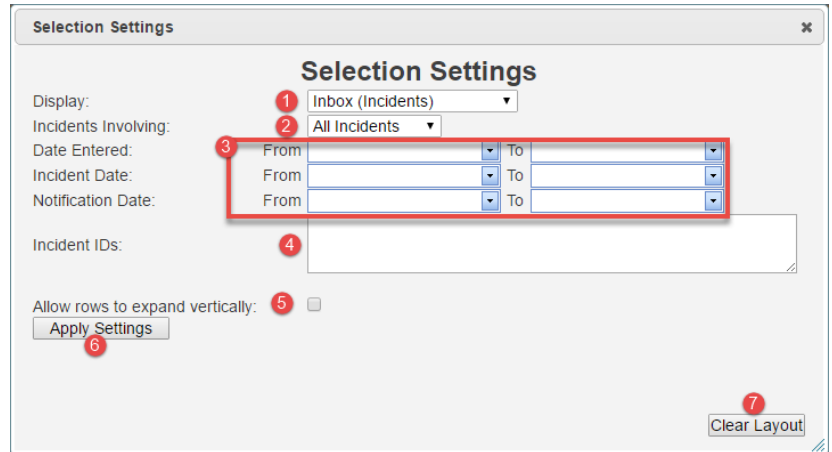 Selection Settings ×
Selection Settings
Display: 1 Inbox (Incidents)
Incidents Involving: 2 All Incidents
Date Entered: 3 From To
Incident Date: From To
Notification Date: From To
Incident IDs: 4
Allow rows to expand vertically: 5
Apply Settings
6
7
Clear Layout